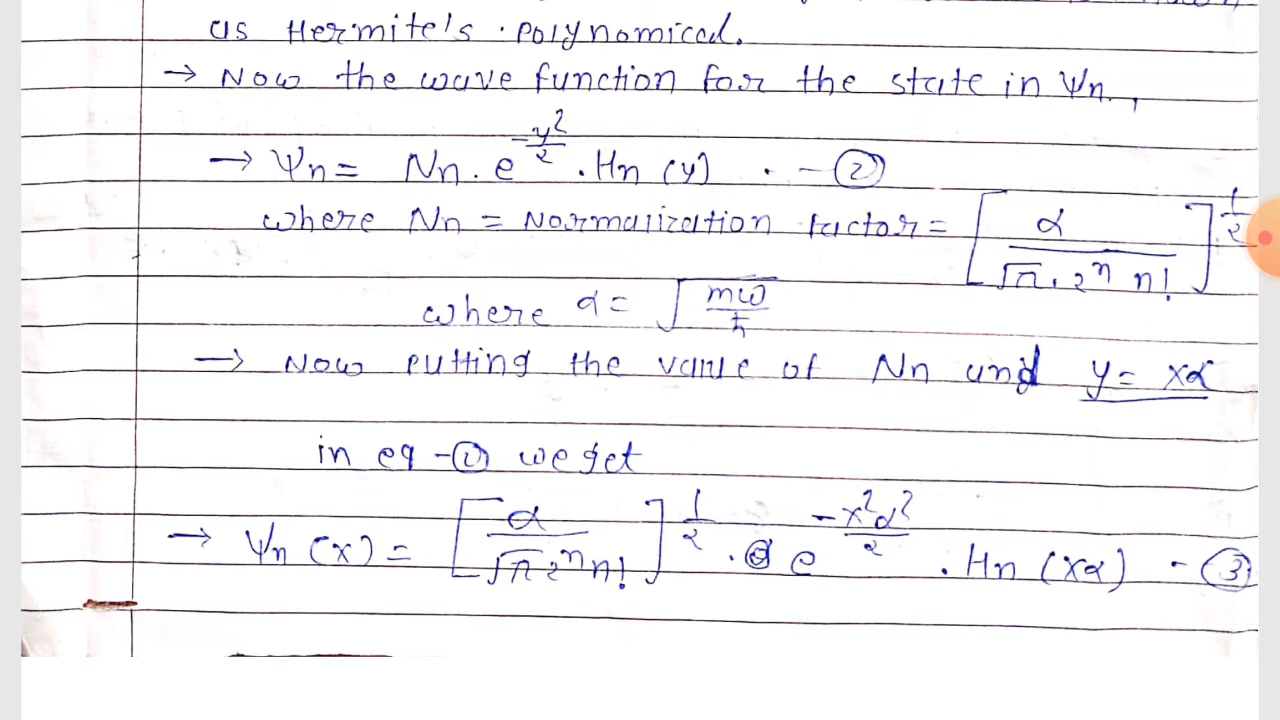 as Hermite's . polynomical.
→ Now the wave function for the state in Ψn.,
→ Ψn = Nn . e^(-y²/2) . Hn (y) . - ②
where Nn = Normalization factor = [α / √π . 2ⁿ n!]^(1/2)
where α = √(mω/ℏ)
→ Now putting the value of Nn and y = xα
in eq - ② we get
→ Ψn (x) = [α / √π 2ⁿ n!]^(1/2) . e^(-x²α²/2) . Hn (xα) - ③